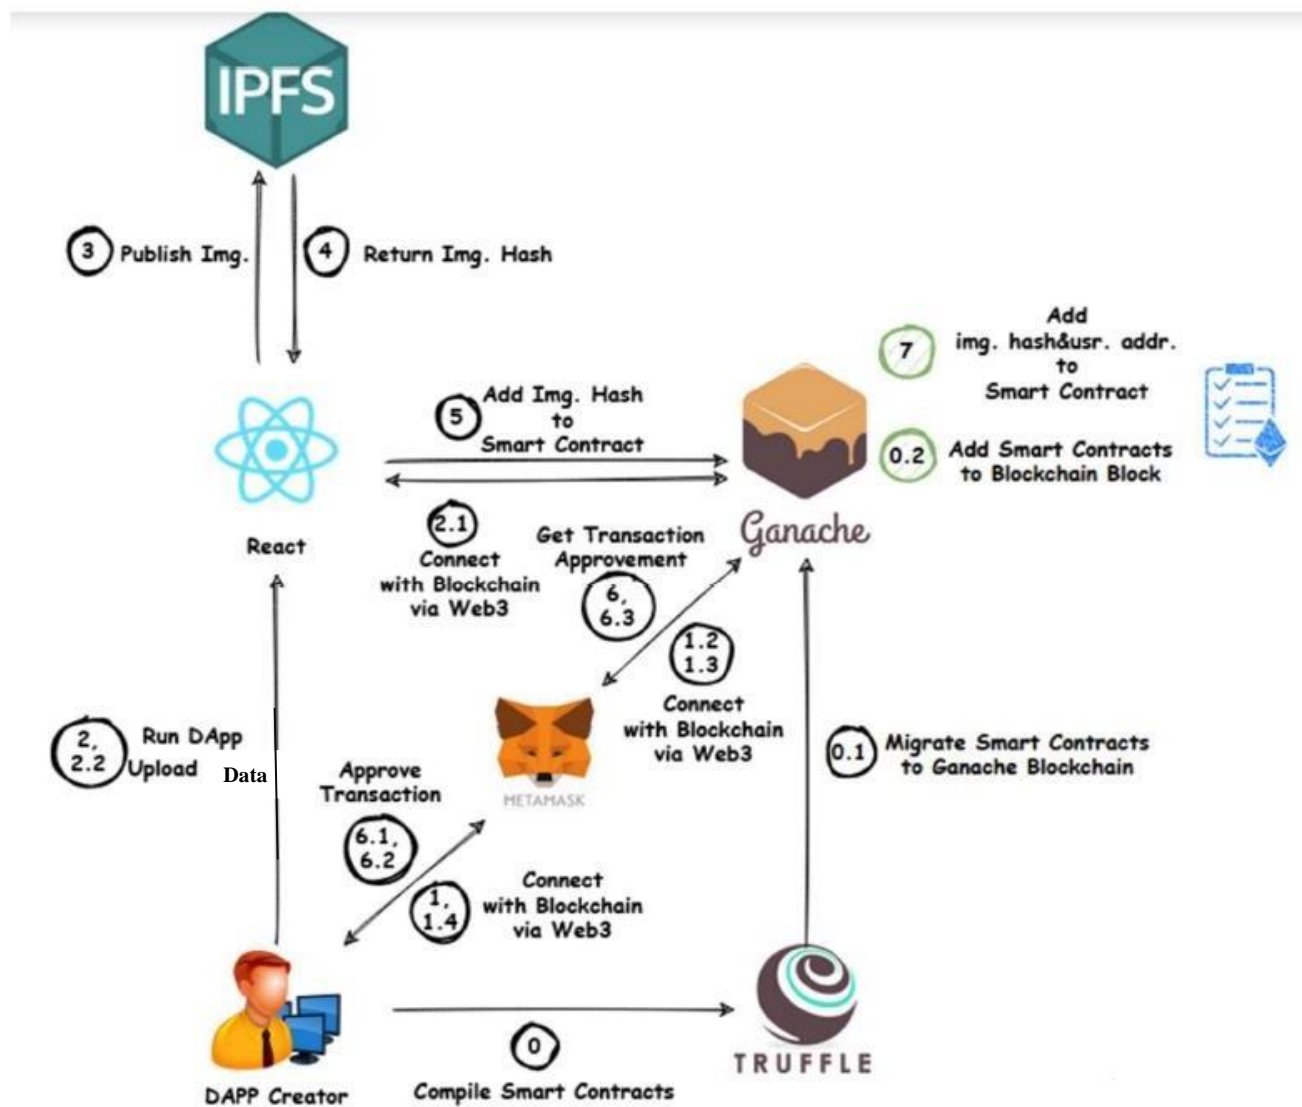 IPFS
3 Publish Img.
4 Return Img. Hash
7
Add
img. hash&usr. addr.
to
Smart Contract
5
Add Img. Hash
to
Smart Contract
0.2
Add Smart Contracts
to Blockchain Block
React
Ganache
2.1
Connect
with Blockchain
via Web3
Get Transaction
Approvement
6,
6.3
1.2
1.3
Connect
with Blockchain
via Web3
METAMASK
2,
2.2
Run DApp
Upload Data
Approve
Transaction
6.1,
6.2
1,
1.4
Connect
with Blockchain
via Web3
0.1
Migrate Smart Contracts
to Ganache Blockchain
DAPP Creator
0
Compile Smart Contracts
TRUFFLE